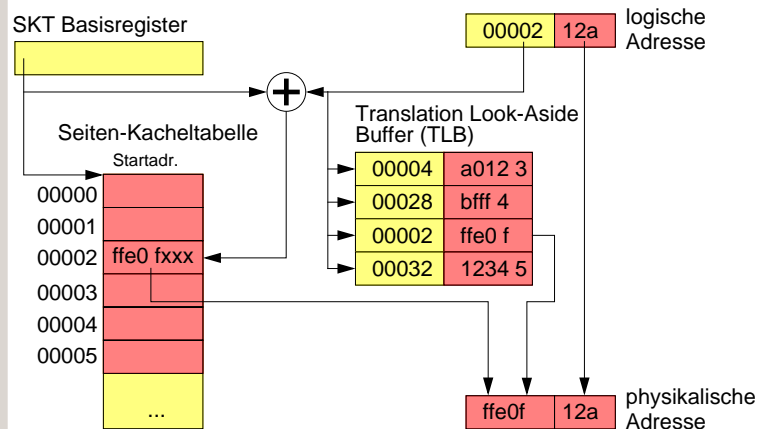 SKT Basisregister
00002 12a
logische
Adresse
Translation Look-Aside
Buffer (TLB)
Seiten-Kacheltabelle
Startadr.
00004 a012 3
00028 bfff 4
00002 ffe0 f
00032 1234 5
00000
00001
00002 ffe0 fxxx
00003
00004
00005
...
ffe0f 12a
physikalische
Adresse